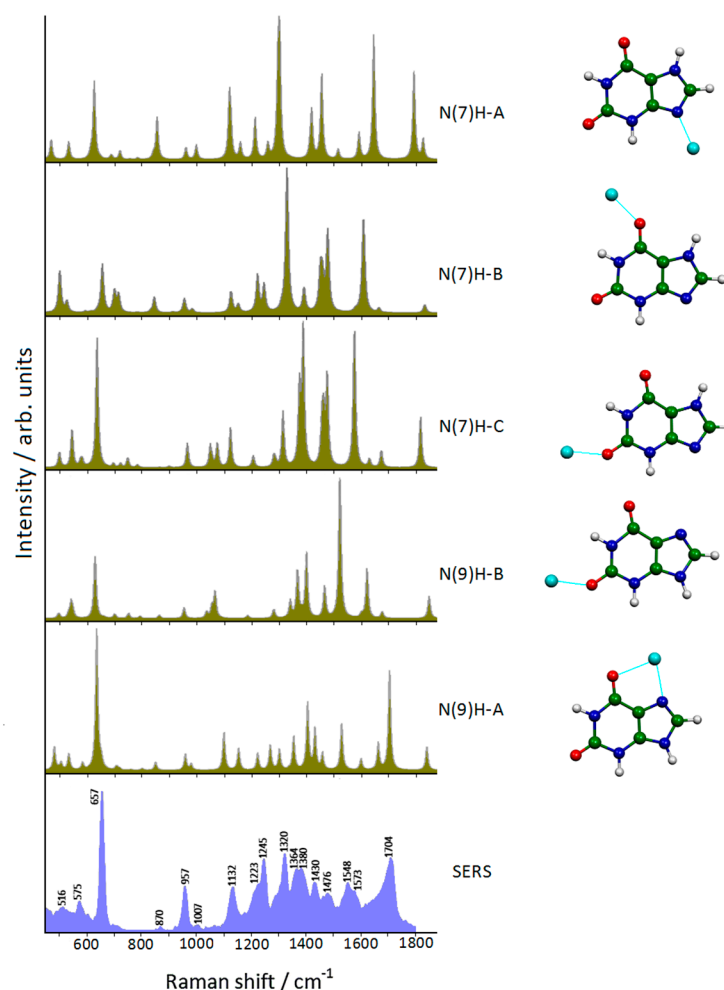 N(7)H-A
N(7)H-B
N(7)H-C
N(9)H-B
N(9)H-A
SERS
Intensity / arb. units
516
575
657
870
957
1007
1132
1223
1245
1320
1364
1380
1430
1476
1548
1573
1704
600 800 1000 1200 1400 1600 1800
Raman shift / cm⁻¹